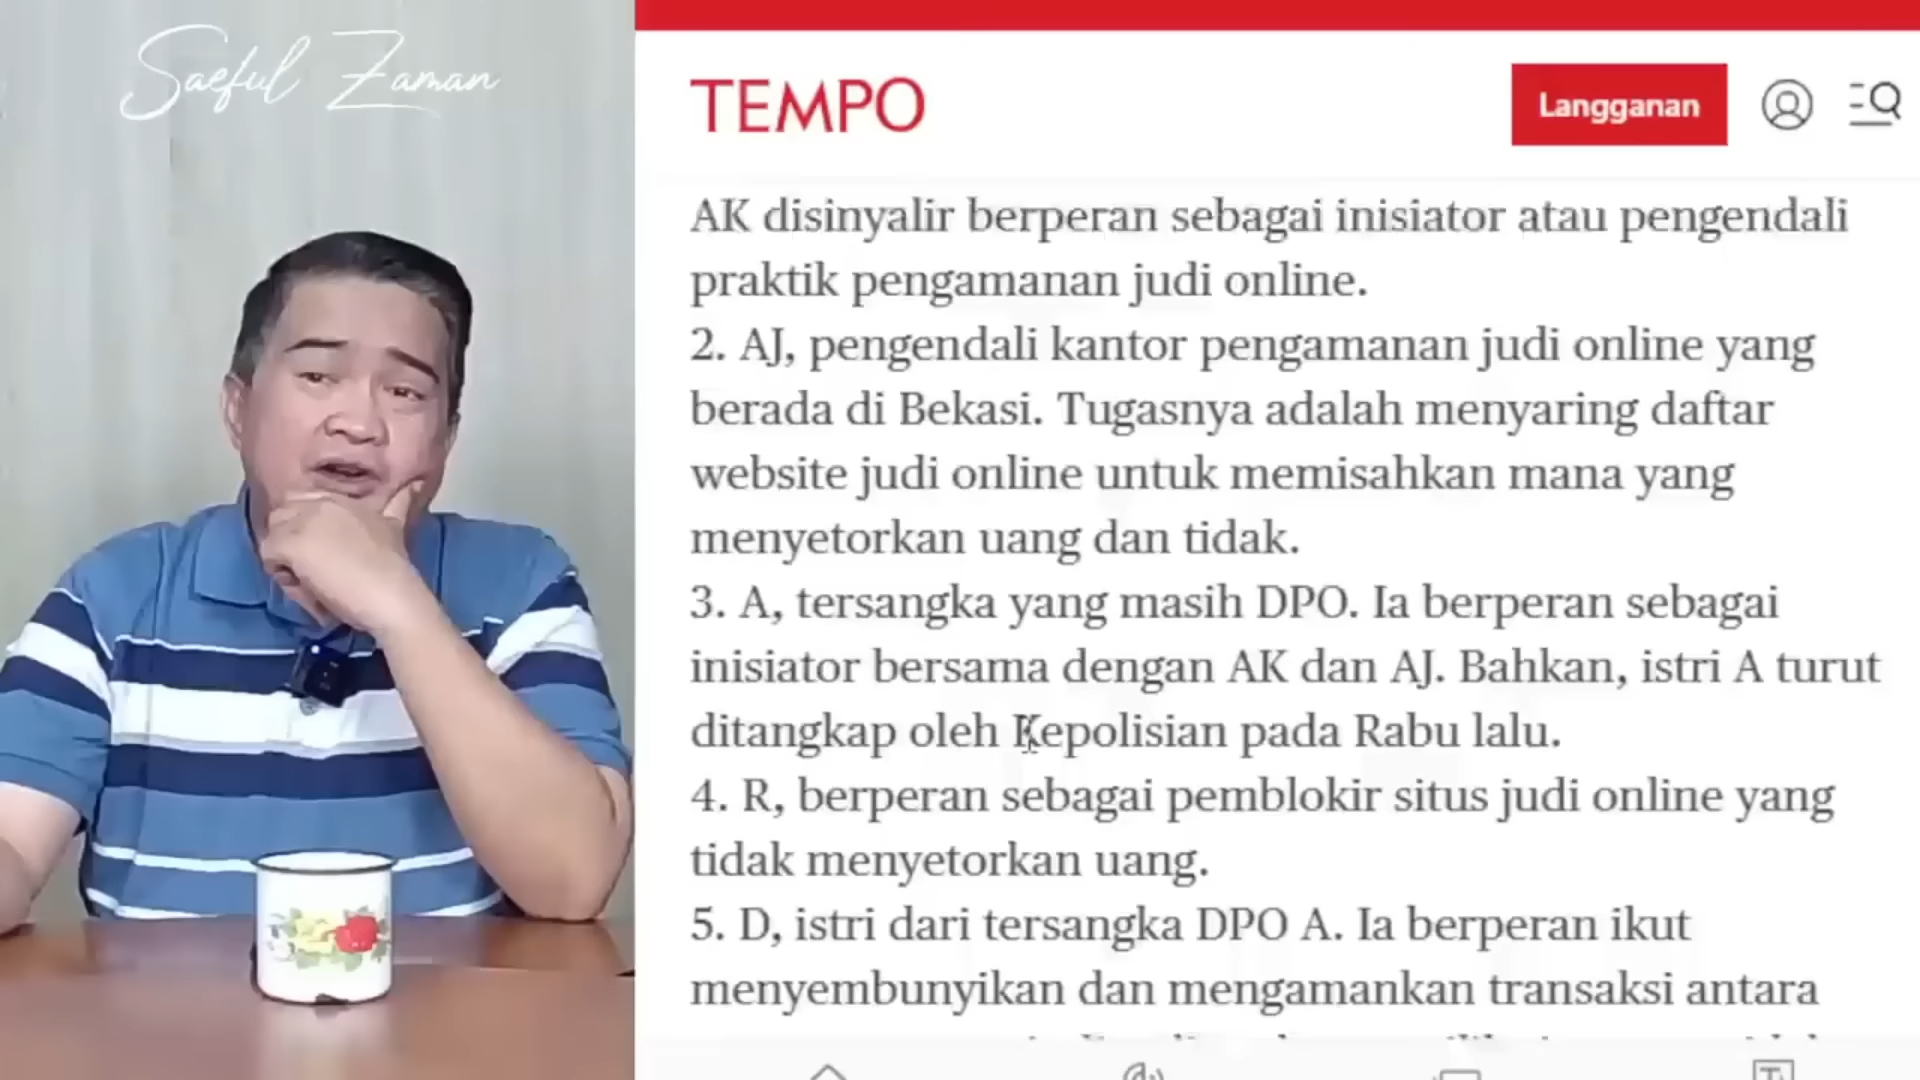 Saeful Zaman
TEMPO
Langganan
AK disinyalir berperan sebagai inisiator atau pengendali
praktik pengamanan judi online.
2. AJ, pengendali kantor pengamanan judi online yang
berada di Bekasi. Tugasnya adalah menyaring daftar
website judi online untuk memisahkan mana yang
menyetorkan uang dan tidak.
3. A, tersangka yang masih DPO. Ia berperan sebagai
inisiator bersama dengan AK dan AJ. Bahkan, istri A turut
ditangkap oleh Kepolisian pada Rabu lalu.
4. R, berperan sebagai pemblokir situs judi online yang
tidak menyetorkan uang.
5. D, istri dari tersangka DPO A. Ia berperan ikut
menyembunyikan dan mengamankan transaksi antara